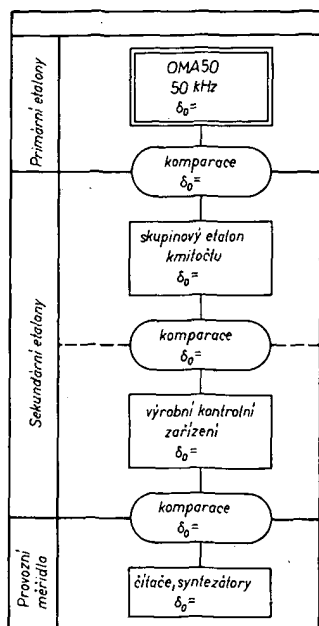 Primární etalony
OMA50
50 kHz
δ₀=
komparace
δ₀=
Sekundární etalony
skupinový etalon
kmitočtu
δ₀=
komparace
δ₀=
výrobní kontrolní
zařízení
δ₀=
komparace
δ₀=
Provozní
měřidla
čítače, syntezátory
δ₀=